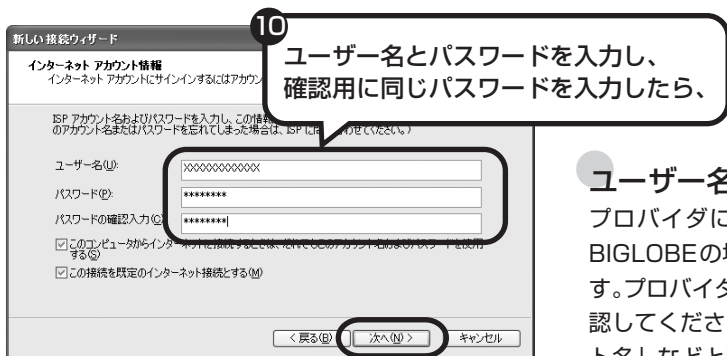 新しい接続ウィザード
インターネット アカウント情報
インターネット アカウントにサインインするにはアカウン
10
ユーザー名とパスワードを入力し、
確認用に同じパスワードを入力したら、
ISP アカウント名およびパスワードを入力し、この情報
のアカウント名またはパスワードを忘れてしまった場合は、ISP に
わせてください。)
ユーザー名(U):
XXXXXXXXXXXX
パスワード(P):
********
パスワードの確認入力(C)
********
このコンピュータからインターネットに接続するときは、だれでもこのアカウント名およびパスワードを使用
する(S)
この接続を既定のインターネット接続とする(M)
< 戻る(B)
次へ(N) >
キャンセル
ユーザー名
プロバイダに
BIGLOBEの
す。プロバイダ
認してくださ
ト名」などと